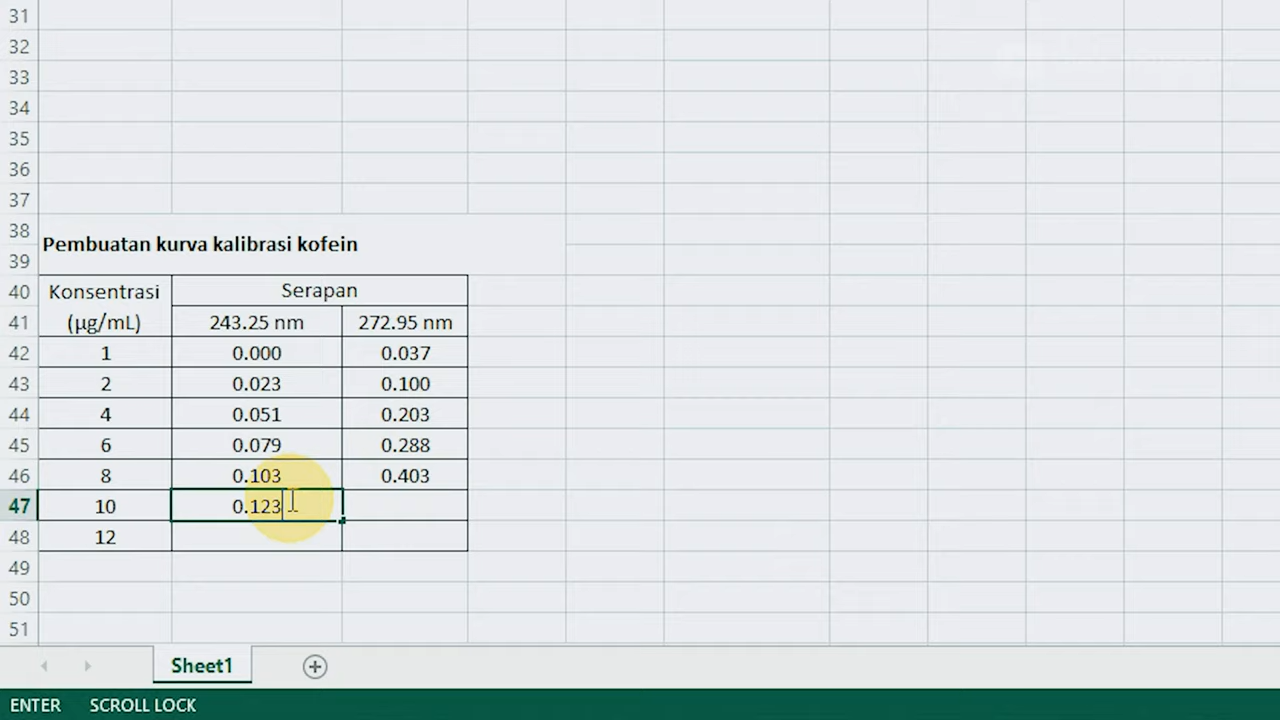 31
32
33
34
35
36
37
38
Pembuatan kurva kalibrasi kofein
39
40 Konsentrasi Serapan
41 (µg/mL) 243.25 nm 272.95 nm
42 1 0.000 0.037
43 2 0.023 0.100
44 4 0.051 0.203
45 6 0.079 0.288
46 8 0.103 0.403
47 10 0.123
48 12
49
50
51
Sheet1
ENTER SCROLL LOCK